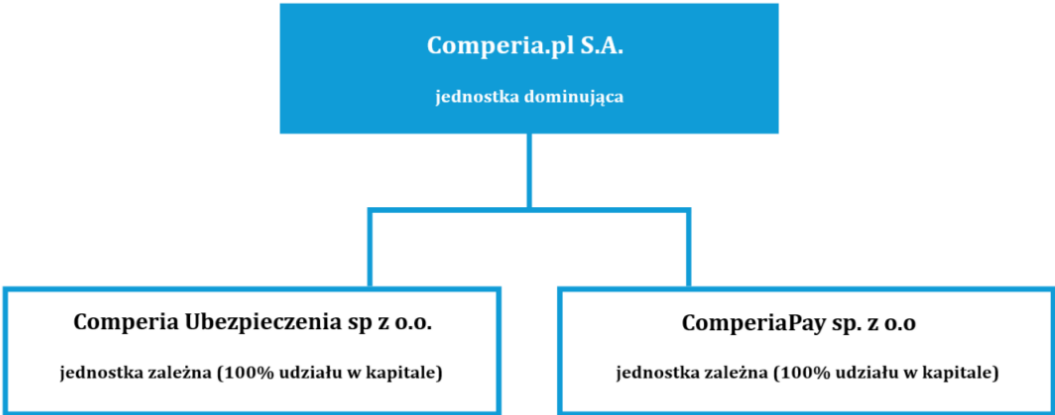 Comperia.pl S.A.
jednostka dominująca
Comperia Ubezpieczenia sp z o.o.
jednostka zależna (100% udziału w kapitale)
ComperiaPay sp. z o.o
jednostka zależna (100% udziału w kapitale)